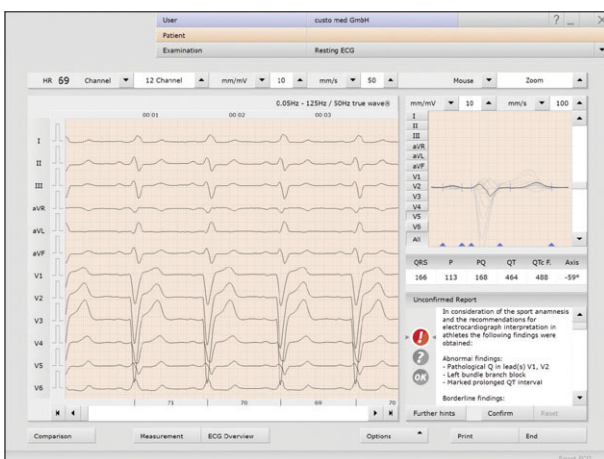 User custo med GmbH ? _ X
Patient
Examination Resting ECG
HR 69 Channel 12 Channel mm/mV 10 mm/s 50 Mouse Zoom
0.05Hz - 125Hz / 50Hz true wave®
00:01 00:02 00:03
I
II
III
aVR
aVL
aVF
V1
V2
V3
V4
V5
V6
71 70 69 70
mm/mV 10 mm/s 100
I
II
III
aVR
aVL
aVF
V1
V2
V3
V4
V5
V6
All
QRS P PQ QT QTc F. Axis
166 113 168 464 488 -59°
Unconfirmed Report
In consideration of the sport anamnesis
and the recommendations for
electrocardiograph interpretation in
athletes the following findings were
obtained:
Abnormal findings:
- Pathological Q in lead(s) V1, V2
- Left bundle branch block
- Marked prolonged QT interval
Borderline findings:
!
?
OK
Further hints Confirm Reset
Comparison Measurement ECG Overview Options Print End